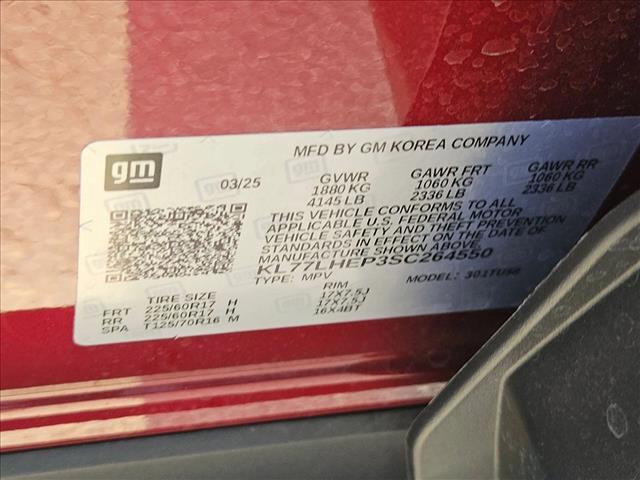 MFD BY GM KOREA COMPANY
gm
03/25 GVWR GAWR FRT GAWR RR
1880 KG 1060 KG 1060 KG
4145 LB 2336 LB 2336 LB
THIS VEHICLE CONFORMS TO ALL
APPLICABLE U.S. FEDERAL MOTOR
VEHICLE SAFETY AND THEFT PREVENTION
STANDARDS IN EFFECT ON THE DATE OF
MANUFACTURE SHOWN ABOVE.
KL77LHEP3SC264550
TYPE: MPV MODEL:
TIRE SIZE RIM
FRT 225/60R17 H 17X7.5J
RR 225/60R17 H 17X7.5J
SPA T125/70R16 M 16X4BT